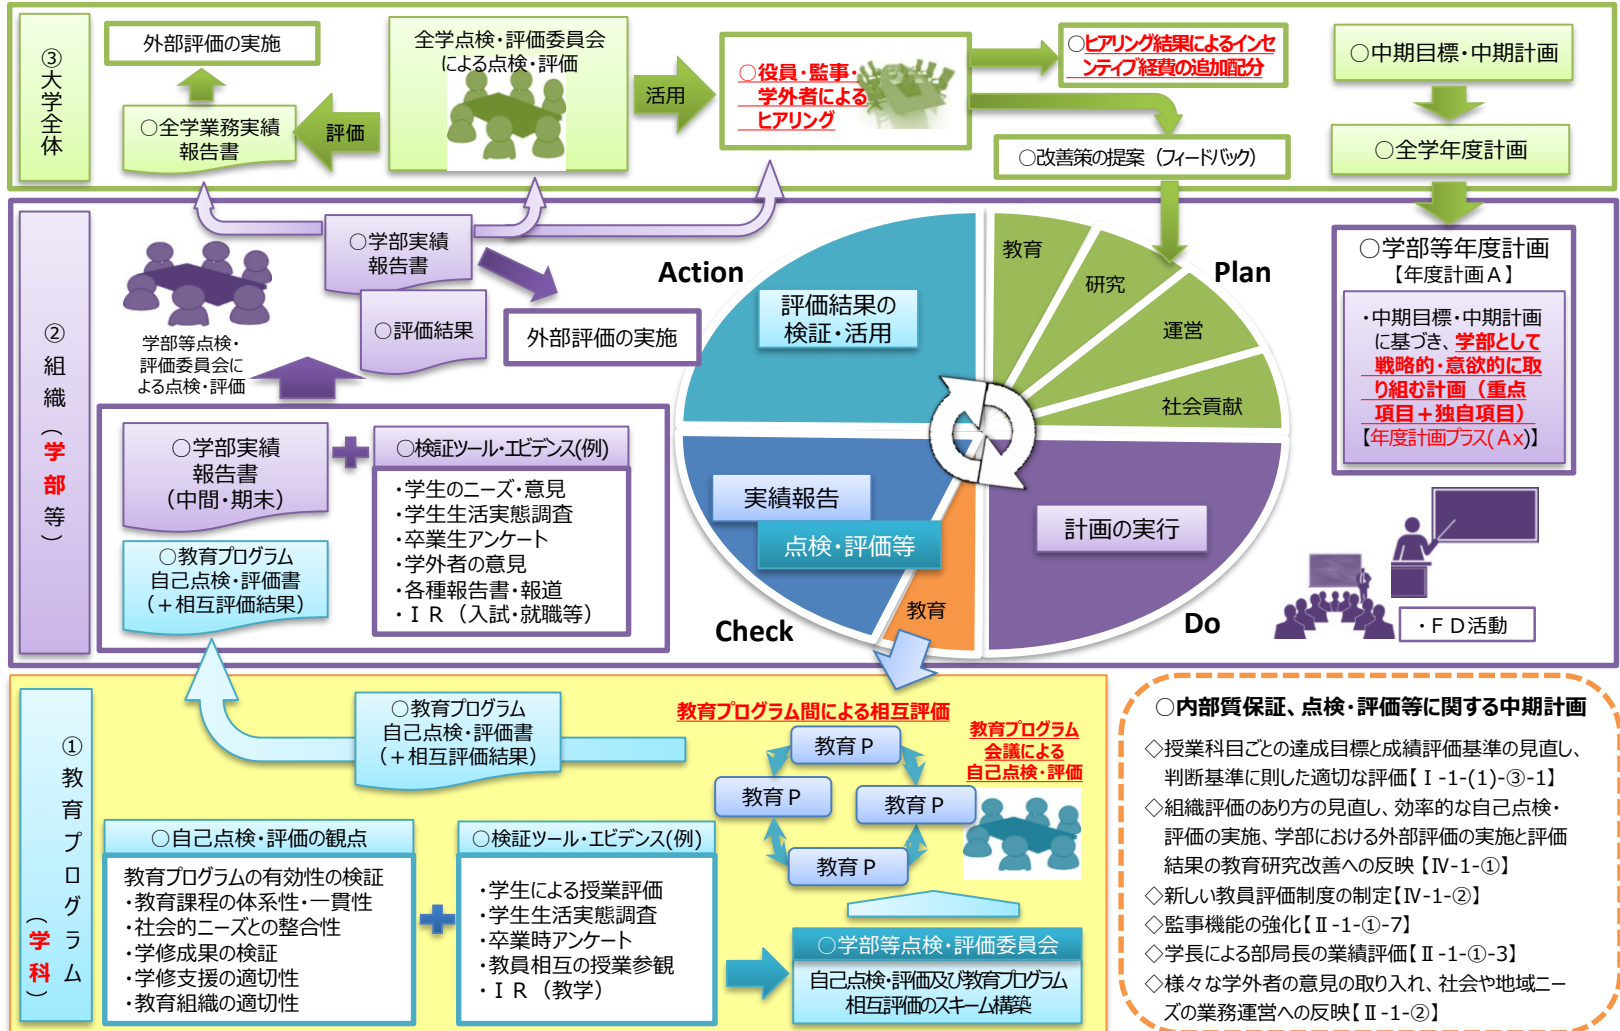 ③大学全体
外部評価の実施
○全学業務実績
報告書
評価
全学点検・評価委員会
による点検・評価
活用
○役員・監事・
学外者による
ヒアリング
○ヒアリング結果によるインセ
ンティブ経費の追加配分
○改善策の提案（フィードバック）
○中期目標・中期計画
○全学年度計画
②組織（学部等）
○学部実績
報告書
○評価結果
外部評価の実施
学部等点検・
評価委員会に
よる点検・評価
○学部実績
報告書
（中間・期末）
○教育プログラム
自己点検・評価書
（＋相互評価結果）
○検証ツール・エビデンス(例)
・学生のニーズ・意見
・学生生活実態調査
・卒業生アンケート
・学外者の意見
・各種報告書・報道
・ＩＲ（入試・就職等）
Action
評価結果の
検証・活用
Plan
教育
研究
運営
社会貢献
実績報告
点検・評価等
教育
Check
計画の実行
Do
○学部等年度計画
【年度計画Ａ】
・中期目標・中期計画
に基づき、学部として
戦略的・意欲的に取
り組む計画（重点
項目＋独自項目）
【年度計画プラス(Ａx)】
・ＦＤ活動
①教育プログラム（学科）
○教育プログラム
自己点検・評価書
（＋相互評価結果）
教育プログラム間による相互評価
教育Ｐ
教育Ｐ
教育Ｐ
教育Ｐ
教育プログラム
会議による
自己点検・評価
○自己点検・評価の観点
教育プログラムの有効性の検証
・教育課程の体系性・一貫性
・社会的ニーズとの整合性
・学修成果の検証
・学修支援の適切性
・教育組織の適切性
○検証ツール・エビデンス(例)
・学生による授業評価
・学生生活実態調査
・卒業時アンケート
・教員相互の授業参観
・ＩＲ（教学）
○学部等点検・評価委員会
自己点検・評価及び教育プログラム
相互評価のスキーム構築
○内部質保証、点検・評価等に関する中期計画
◇授業科目ごとの達成目標と成績評価基準の見直し、
判断基準に則した適切な評価【Ⅰ-1-(1)-③-1】
◇組織評価のあり方の見直し、効率的な自己点検・
評価の実施、学部における外部評価の実施と評価
結果の教育研究改善への反映【Ⅳ-1-①】
◇新しい教員評価制度の制定【Ⅳ-1-②】
◇監事機能の強化【Ⅱ-1-①-7】
◇学長による部局長の業績評価【Ⅱ-1-①-3】
◇様々な学外者の意見の取り入れ、社会や地域ニー
ズの業務運営への反映【Ⅱ-1-②】